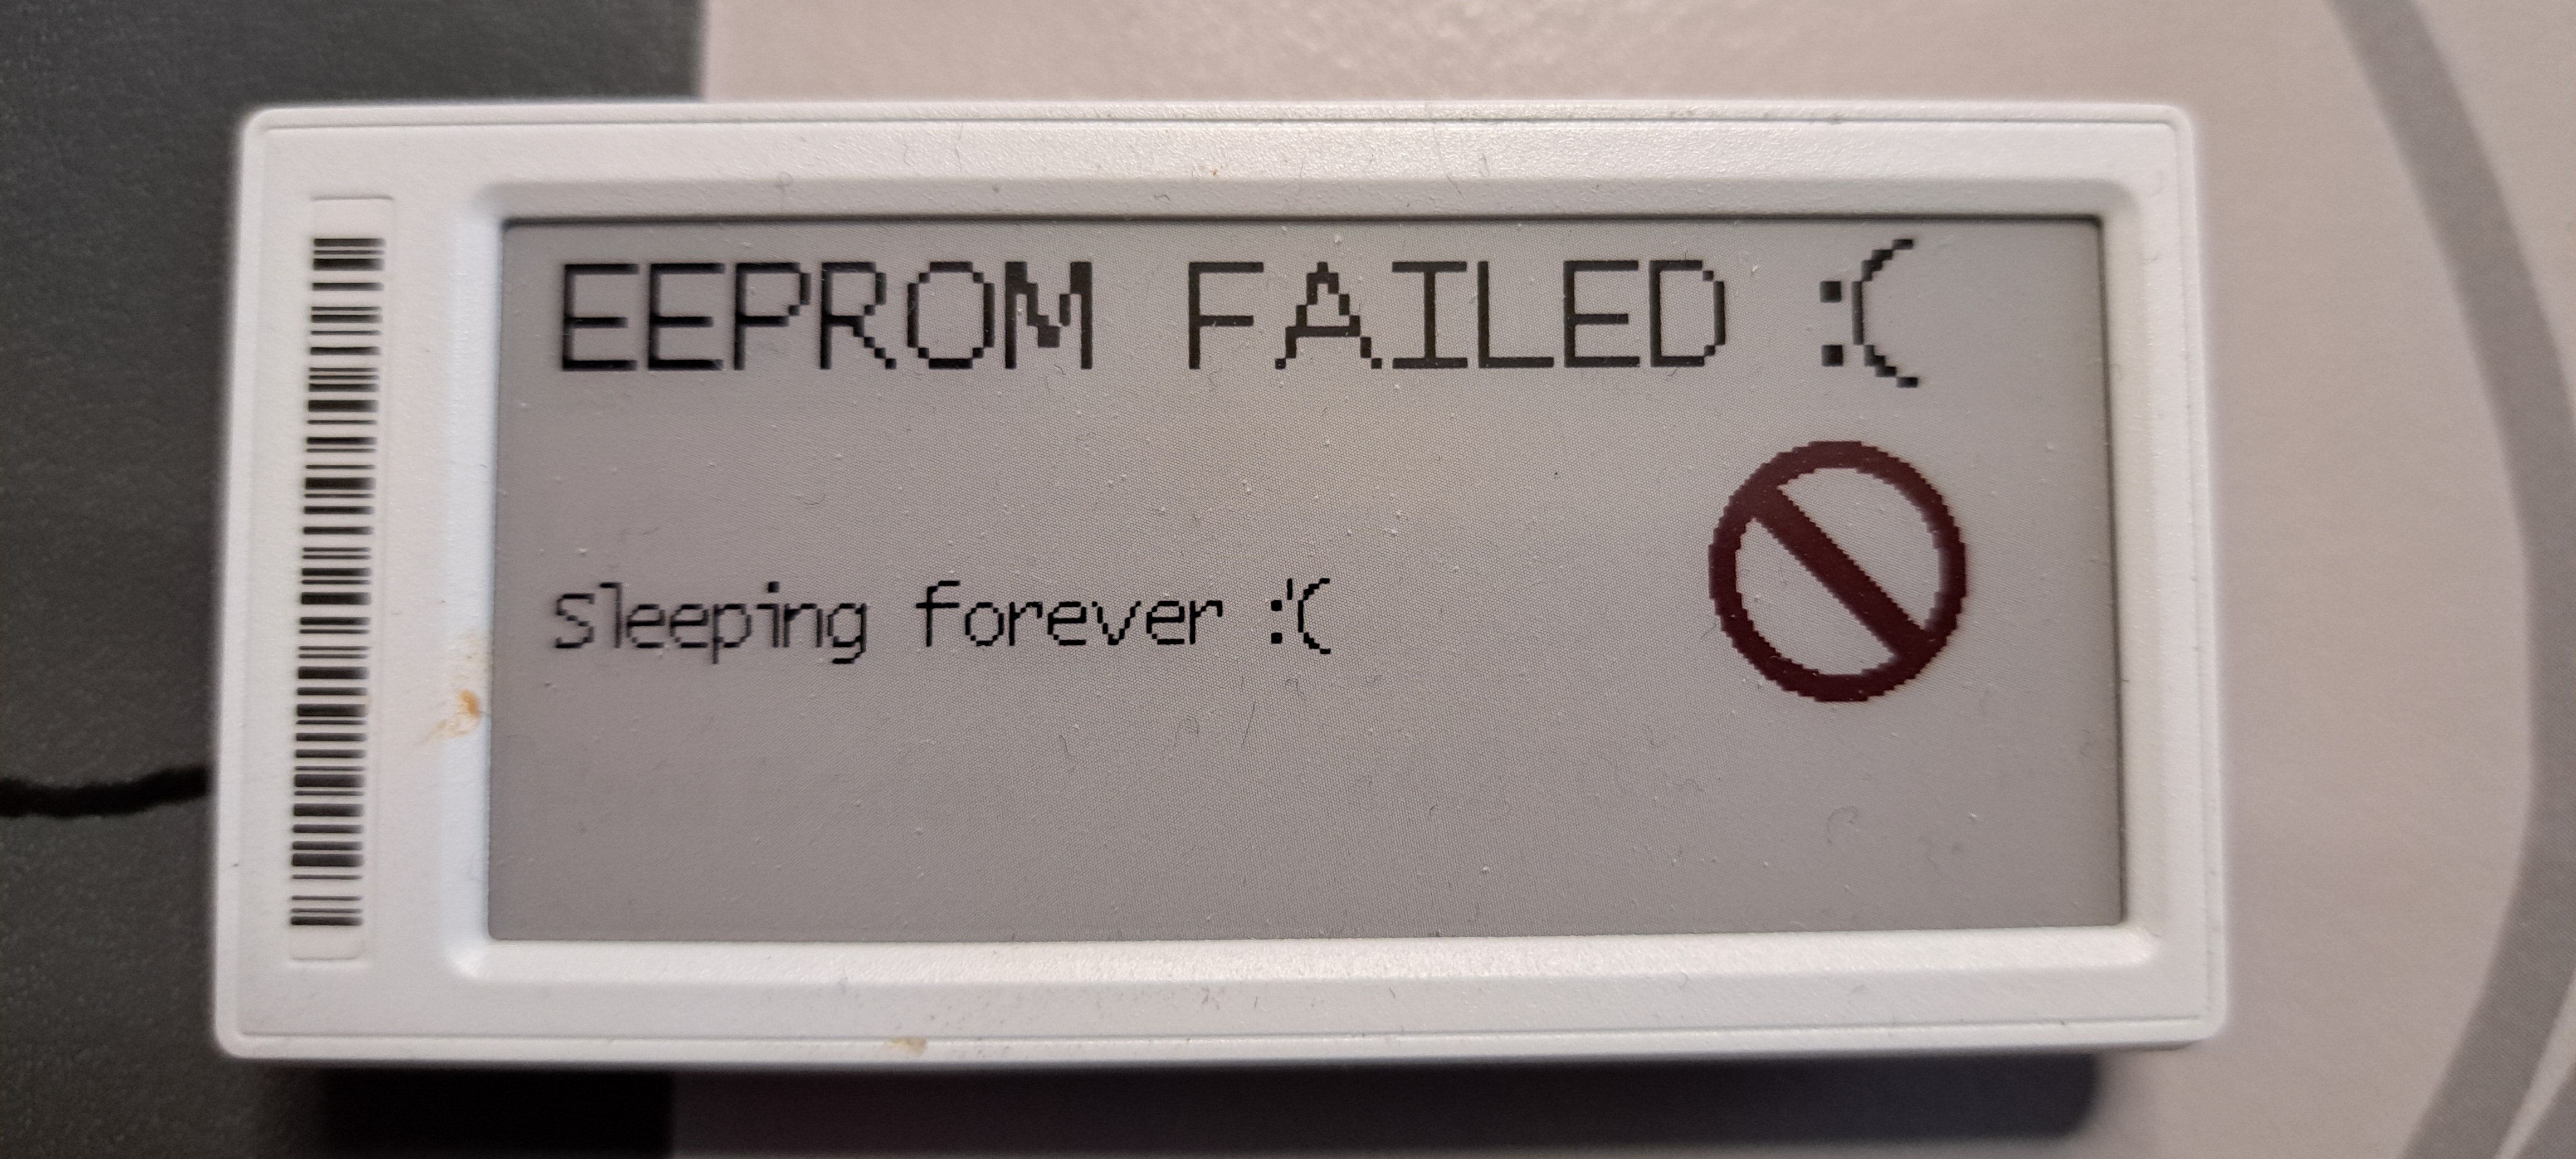 EEPROM FAILED :(
Sleeping forever :'(